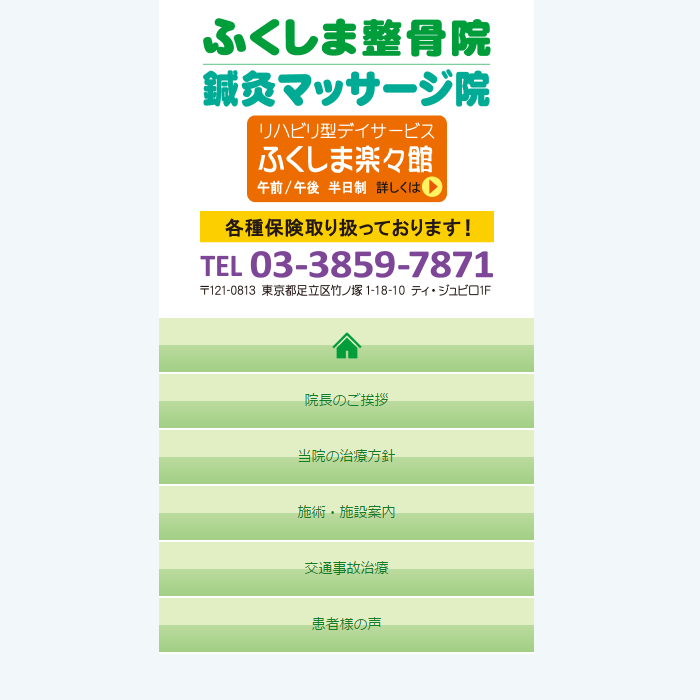 ふくしま整骨院
鍼灸マッサージ院
リハビリ型デイサービス
ふくしま楽々館
午前/午後 半日制 詳しくは
各種保険取り扱っております!
TEL 03-3859-7871
〒121-0813 東京都足立区竹ノ塚1-18-10 ティ・ジュビロ1F
院長のご挨拶
当院の治療方針
施術・施設案内
交通事故治療
患者様の声